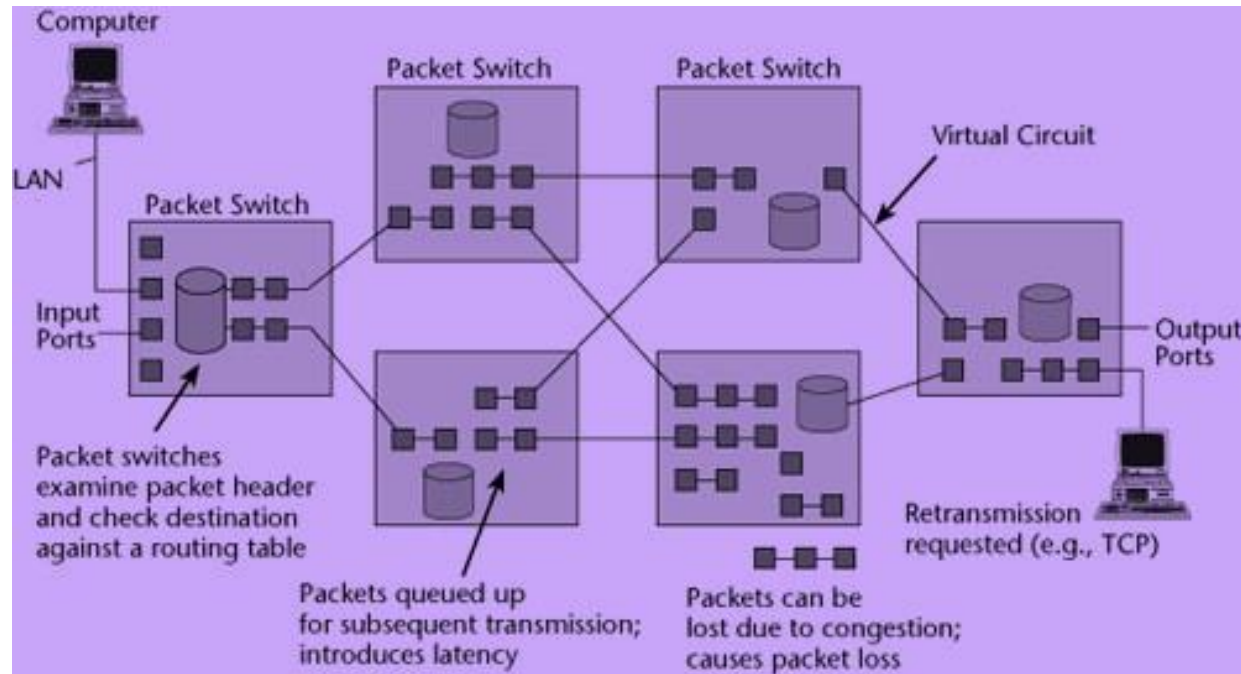 Computer
Packet Switch
Packet Switch
Virtual Circuit
LAN
Packet Switch
Input
Ports
Output
Ports
Packet switches
examine packet header
and check destination
against a routing table
Retransmission
requested (e.g., TCP)
Packets queued up
for subsequent transmission;
introduces latency
Packets can be
lost due to congestion;
causes packet loss